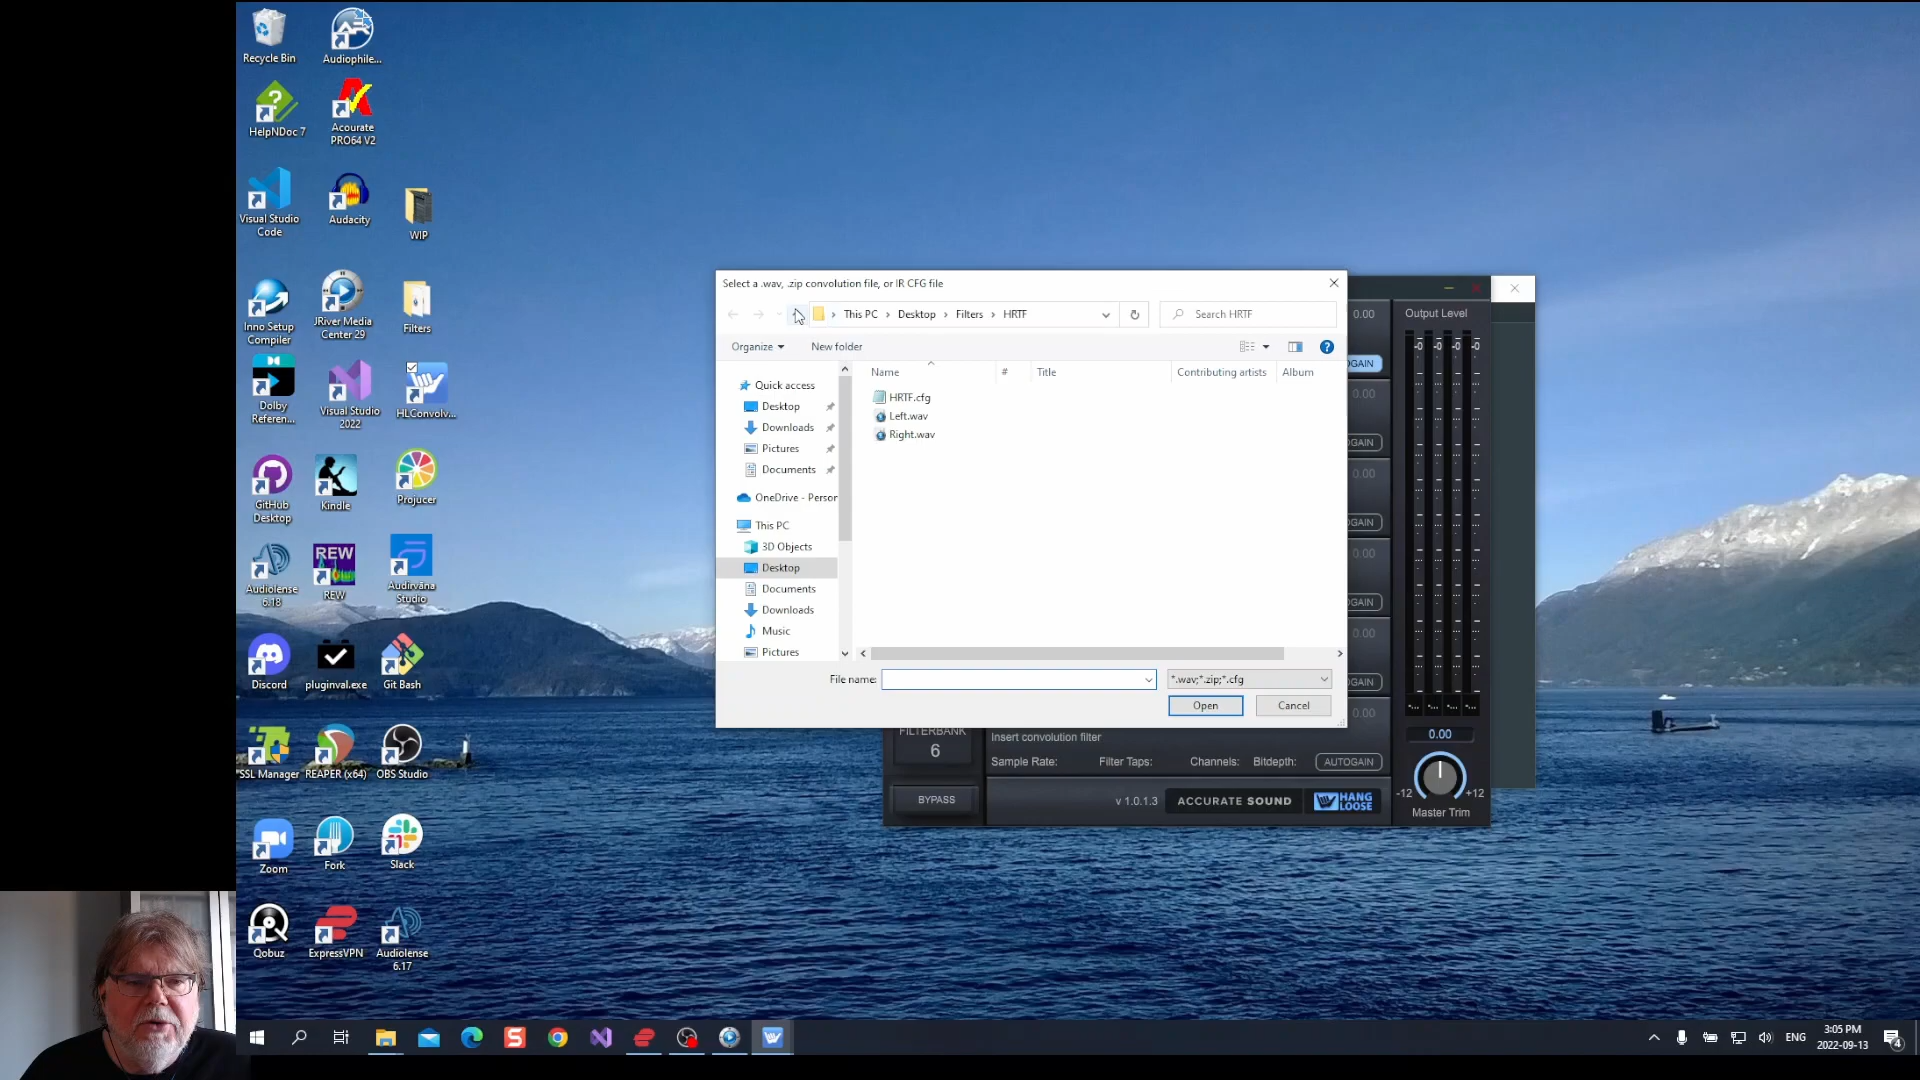 Recycle Bin
Audiophile...
HelpNDoc 7
Acourate
PRO64 V2
Visual Studio
Code
Audacity
WIP
Inno Setup
Compiler
JRiver Media
Center 29
Filters
Dolby
Referen...
Visual Studio
2022
HLConvolv...
GitHub
Desktop
Kindle
Projucer
Audiolense
6.18
REW
REW
Audirvāna
Studio
Discord
pluginval.exe
Git Bash
SSL Manager
REAPER (x64)
OBS Studio
Zoom
Fork
Slack
Qobuz
ExpressVPN
Audiolense
6.17
Select a .wav, .zip convolution file, or IR CFG file
This PC
Desktop
Filters
HRTF
Search HRTF
Organize
New folder
Quick access
Desktop
Downloads
Pictures
Documents
OneDrive - Person
This PC
3D Objects
Desktop
Documents
Downloads
Music
Pictures
Name
#
Title
Contributing artists
Album
HRTF.cfg
Left.wav
Right.wav
File name:
*.wav;*.zip;*.cfg
Open
Cancel
0.00
GAIN
0.00
GAIN
0.00
GAIN
0.00
GAIN
0.00
GAIN
0.00
Output Level
-0 -0 -0 -0
0.00
-12
+12
Master Trim
FILTERBANK
6
Insert convolution filter
Sample Rate:
Filter Taps:
Channels:
Bitdepth:
AUTOGAIN
BYPASS
v 1.0.1.3
ACCURATE SOUND
HANG
LOOSE
ENG
3:05 PM
2022-09-13
4